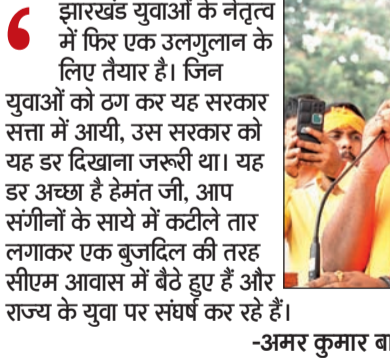 झारखंड युवाओं के नेतृत्व
में फिर एक उलगुलान के
लिए तैयार है। जिन
युवाओं को ठग कर यह सरकार
सत्ता में आयी, उस सरकार को
यह डर दिखाना जरूरी था। यह
डर अच्छा है हेमंत जी, आप
संगीनों के साये में कटीले तार
लगाकर एक बुजदिल की तरह
सीएम आवास में बैठे हुए हैं और
राज्य के युवा पर संघर्ष कर रहे हैं।
-अमर कुमार